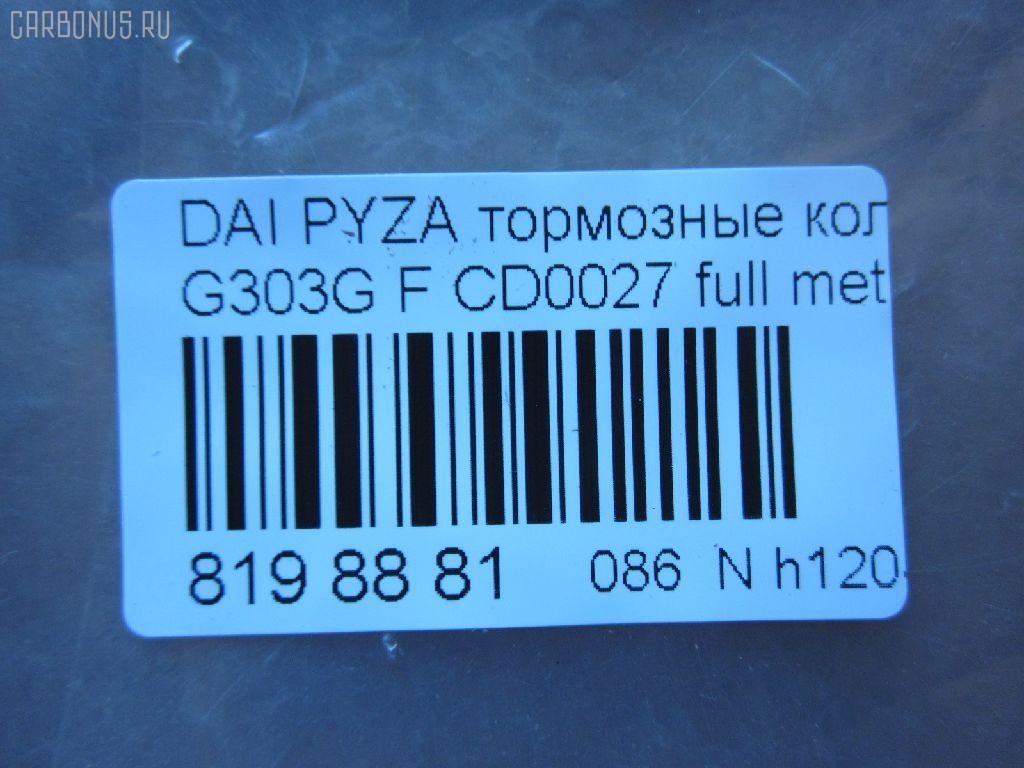 CARBONUS.RU
DAI PYZA тормозные кол
G303G F CD0027 full met
819 88 81 086 N h120